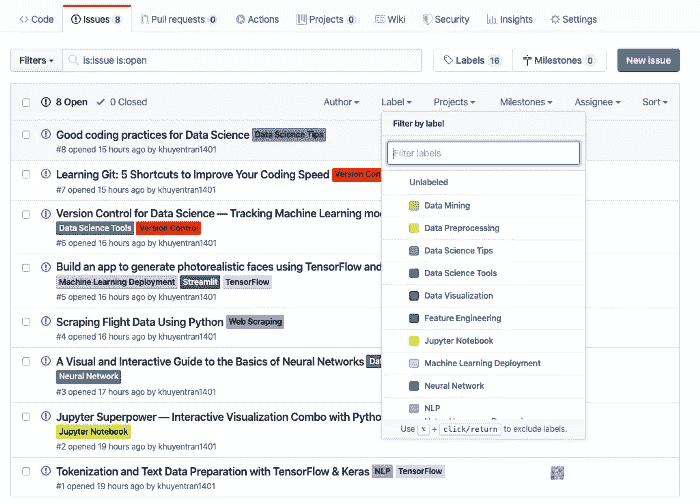 Code Issues 8 Pull requests 0 Actions Projects 0 Wiki Security Insights Settings
Filters is:issue is:open Labels 16 Milestones 0 New issue
8 Open 0 Closed Author Label Projects Milestones Assignee Sort
Good coding practices for Data Science Data Science Tips
#8 opened 15 hours ago by khuyentran1401
Learning Git: 5 Shortcuts to Improve Your Coding Speed Version Cont
#7 opened 15 hours ago by khuyentran1401
Version Control for Data Science — Tracking Machine Learning mo
Data Science Tools Version Control
#6 opened 16 hours ago by khuyentran1401
Build an app to generate photorealistic faces using TensorFlow and
Machine Learning Deployment Streamlit TensorFlow
#5 opened 16 hours ago by khuyentran1401
Scraping Flight Data Using Python Web Scraping
#4 opened 16 hours ago by khuyentran1401
A Visual and Interactive Guide to the Basics of Neural Networks Dat
Neural Network
#3 opened 17 hours ago by khuyentran1401
Jupyter Superpower — Interactive Visualization Combo with Pytho
Jupyter Notebook
#2 opened 19 hours ago by khuyentran1401
Tokenization and Text Data Preparation with TensorFlow & Keras NLP TensorFlow
#1 opened 19 hours ago by khuyentran1401
Filter by label
Filter labels
Unlabeled
Data Mining
Data Preprocessing
Data Science Tips
Data Science Tools
Data Visualization
Feature Engineering
Jupyter Notebook
Machine Learning Deployment
Neural Network
NLP
Use ⌥ + click/return to exclude labels.